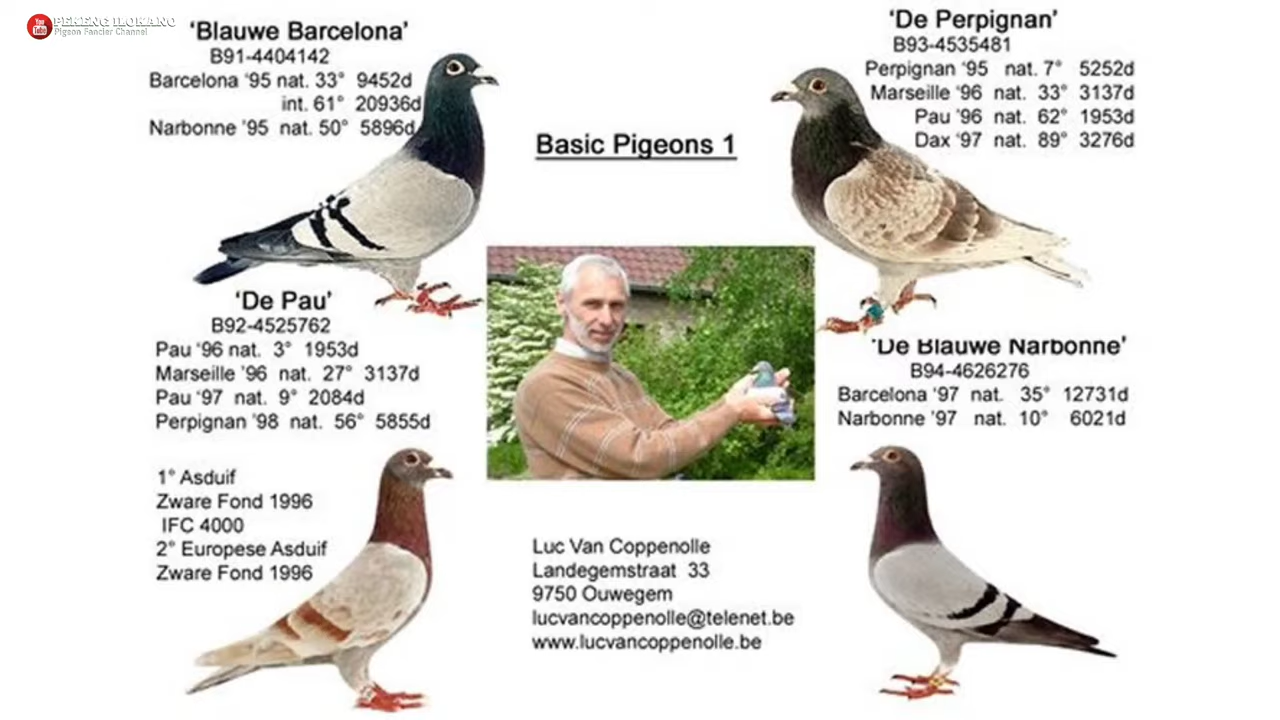 You Tube
PEKENG ILOKANO
Pigeon Fancier Channel
'Blauwe Barcelona'
B91-4404142
Barcelona '95 nat. 33° 9452d
int. 61° 20936d
Narbonne '95 nat. 50° 5896d
'De Perpignan'
B93-4535481
Perpignan '95 nat. 7° 5252d
Marseille '96 nat. 33° 3137d
Pau '96 nat. 62° 1953d
Dax '97 nat. 89° 3276d
Basic Pigeons 1
'De Pau'
B92-4525762
Pau '96 nat. 3° 1953d
Marseille '96 nat. 27° 3137d
Pau '97 nat. 9° 2084d
Perpignan '98 nat. 56° 5855d
1° Asduif
Zware Fond 1996
IFC 4000
2° Europese Asduif
Zware Fond 1996
'De Blauwe Narbonne'
B94-4626276
Barcelona '97 nat. 35° 12731d
Narbonne '97 nat. 10° 6021d
Luc Van Coppenolle
Landegemstraat 33
9750 Ouwegem
lucvancoppenolle@telenet.be
www.lucvancoppenolle.be